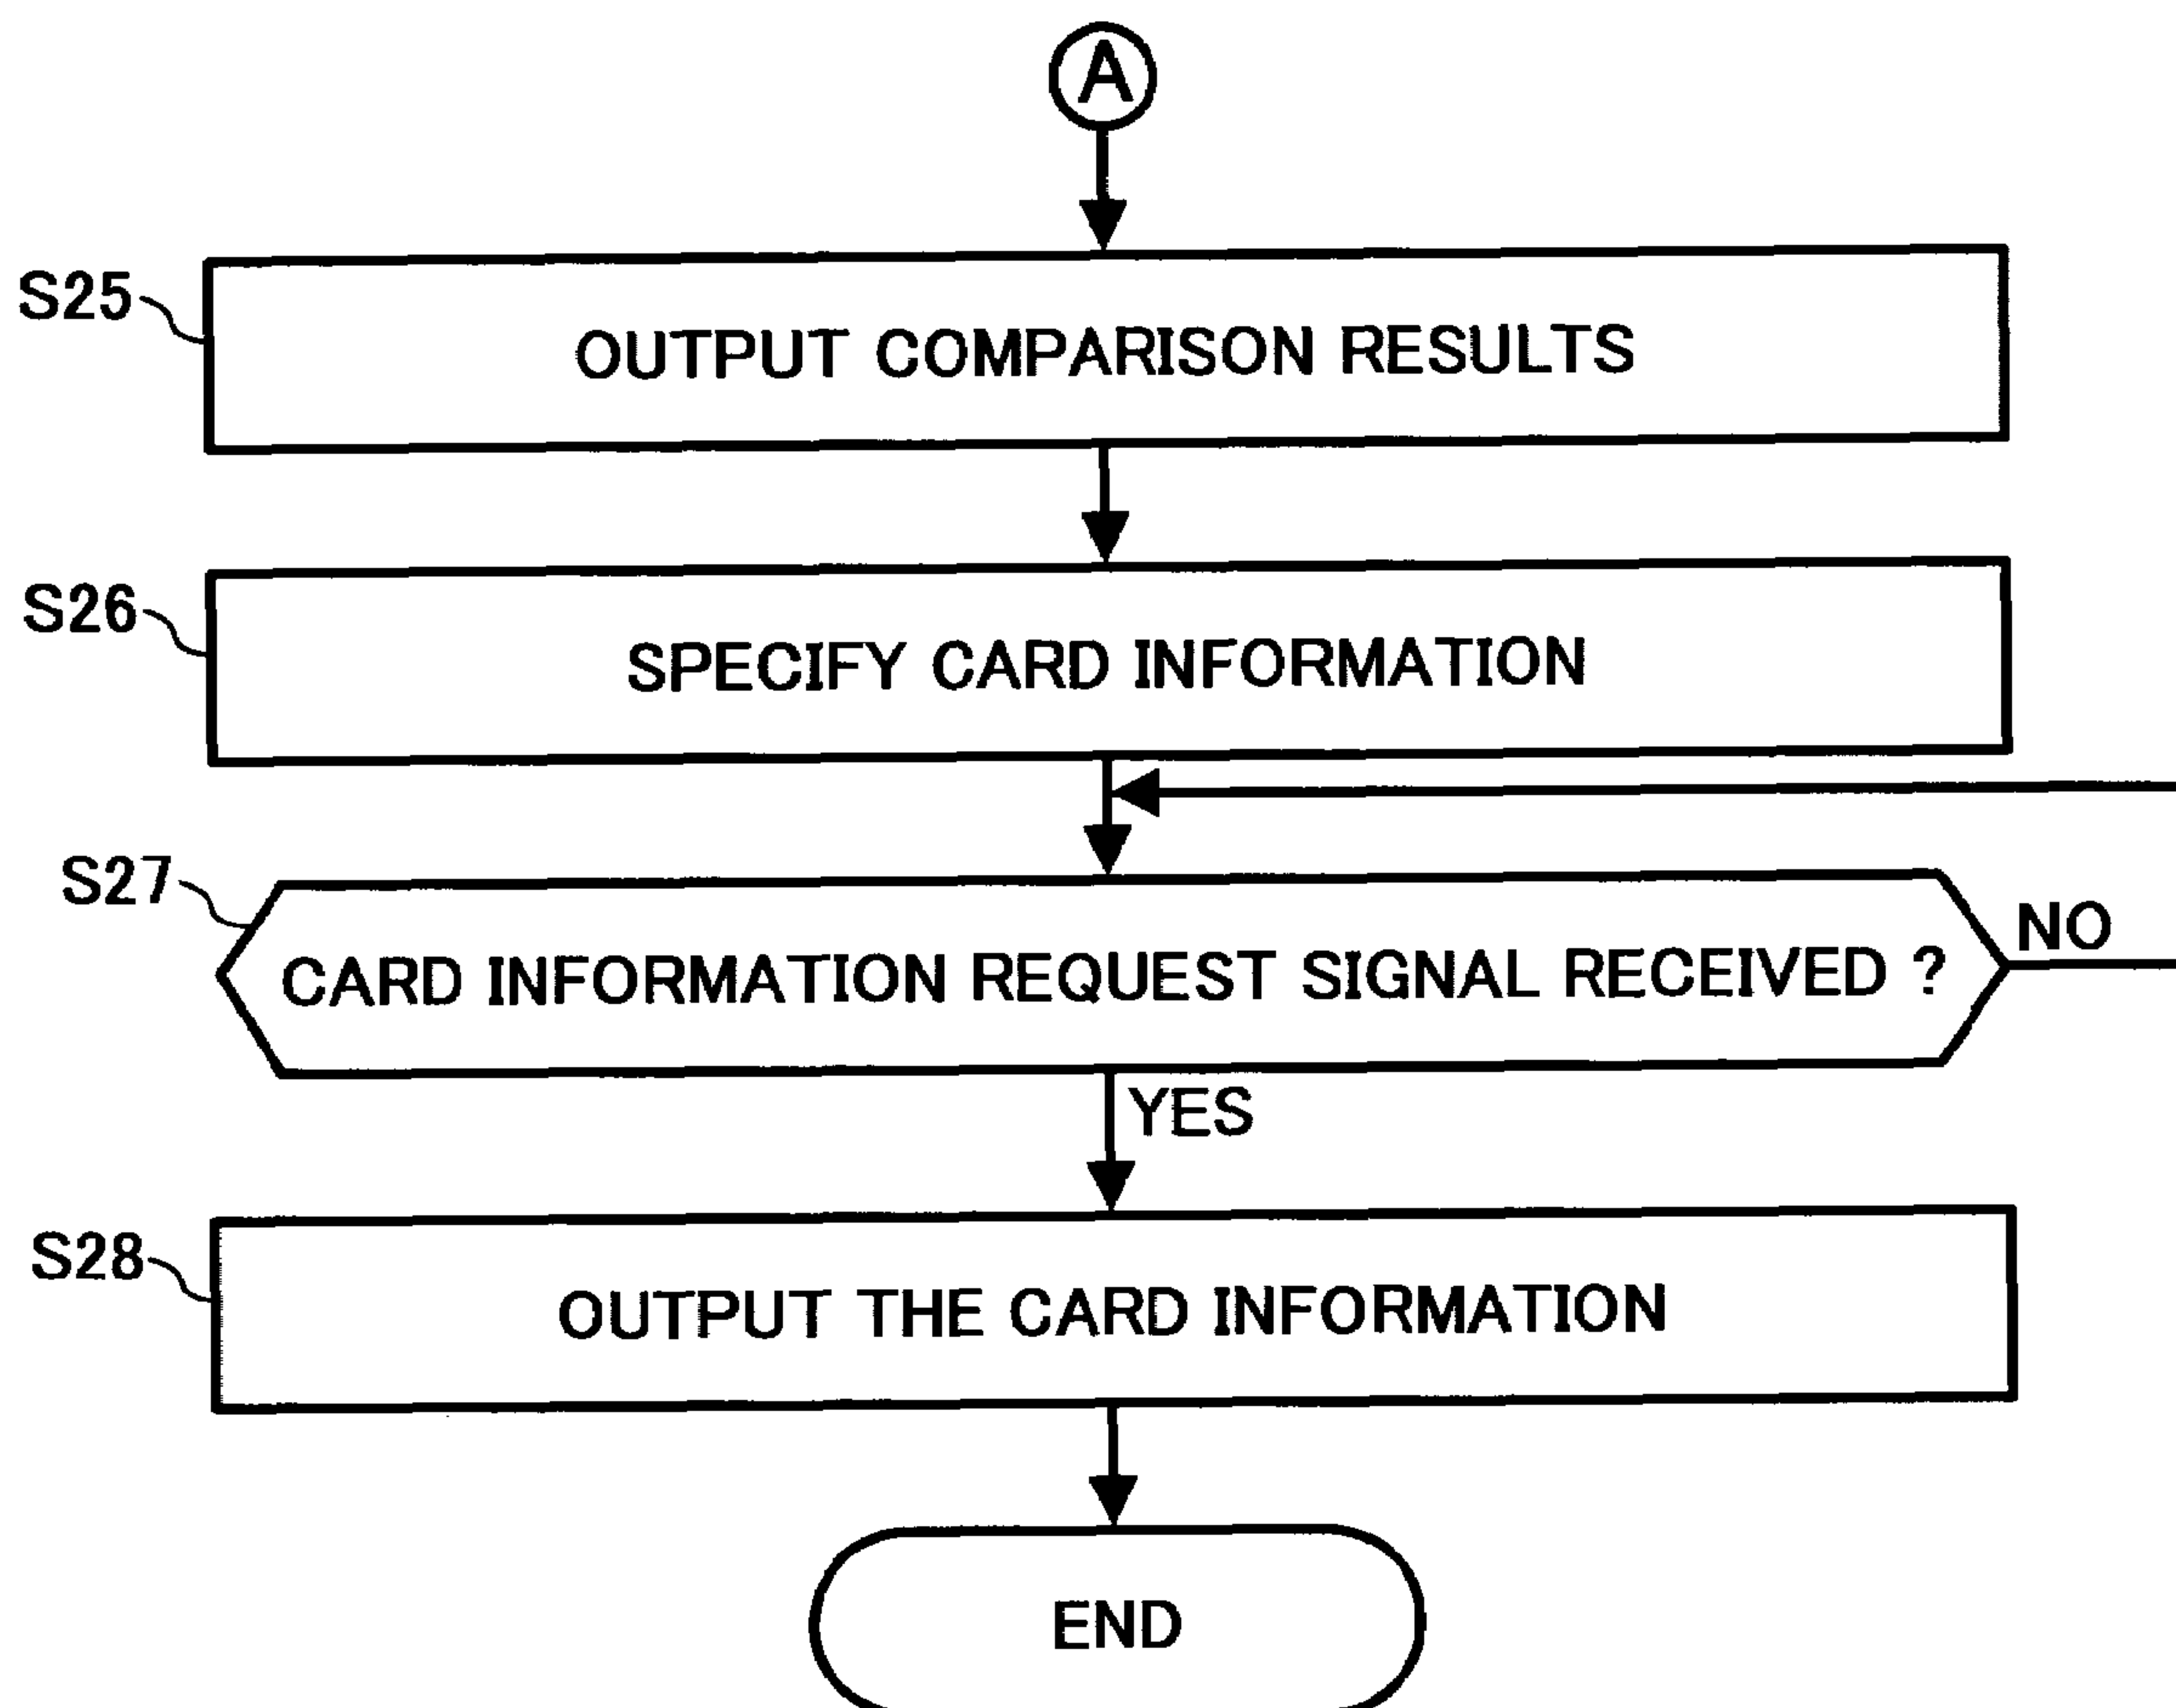 A
S25
OUTPUT COMPARISON RESULTS
S26
SPECIFY CARD INFORMATION
S27
CARD INFORMATION REQUEST SIGNAL RECEIVED ?
NO
YES
S28
OUTPUT THE CARD INFORMATION
END